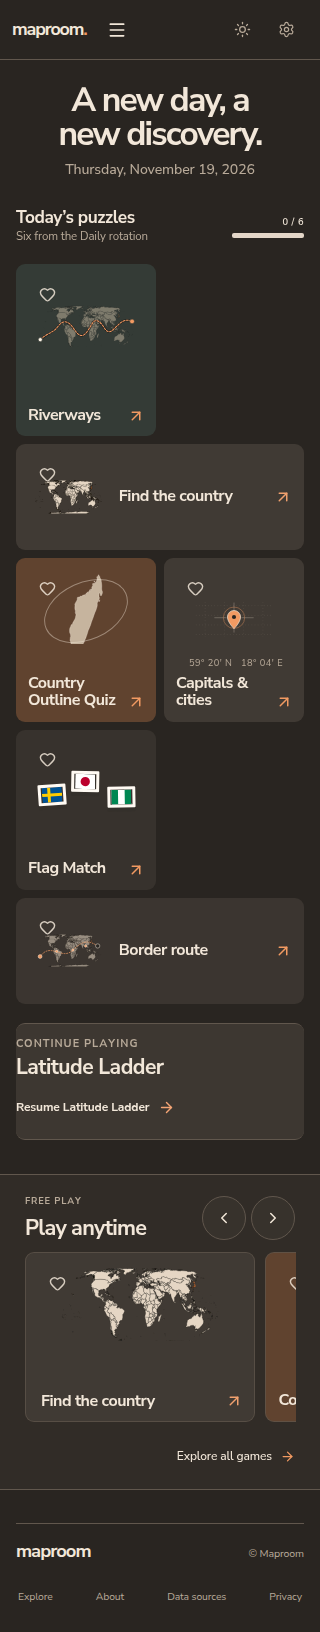 maproom.
A new day, a
new discovery.
Thursday, November 19, 2026
Today's puzzles
0 / 6
Six from the Daily rotation
Riverways
Find the country
59° 20' N 18° 04' E
Country
Outline Quiz
Capitals &
cities
Flag Match
Border route
CONTINUE PLAYING
Latitude Ladder
Resume Latitude Ladder
FREE PLAY
Play anytime
Find the country
Co
Explore all games
maproom
© Maproom
Explore
About
Data sources
Privacy